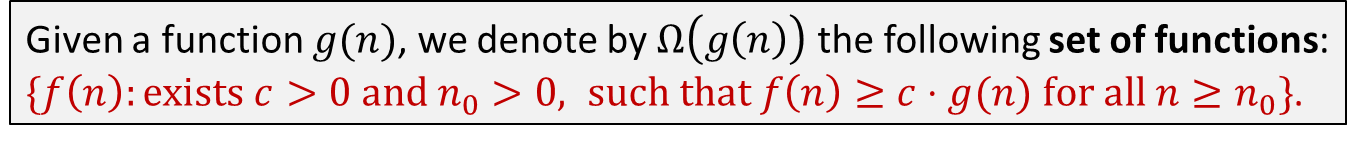 Given a function g(n), we denote by Ω(g(n)) the following set of functions:
{f(n): exists c > 0 and n₀ > 0, such that f(n) ≥ c · g(n) for all n ≥ n₀}.